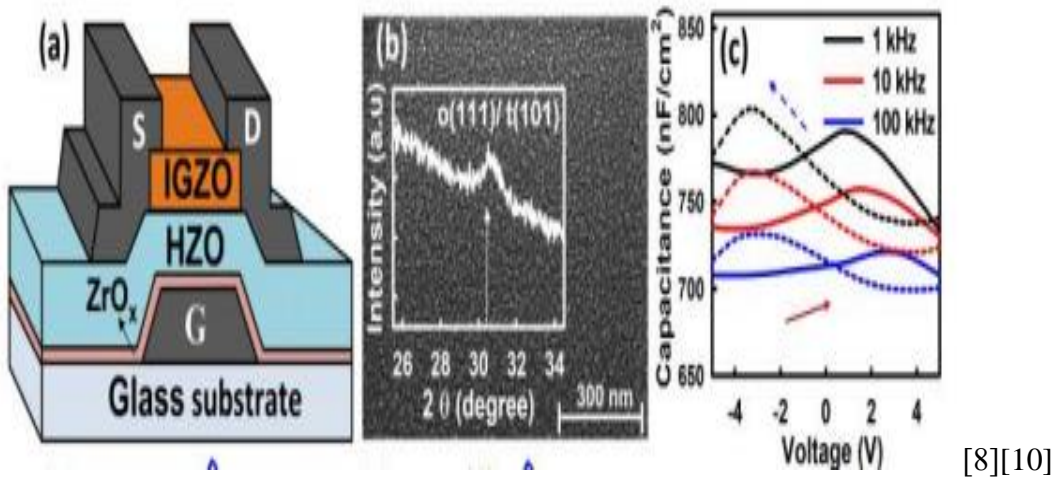 (a)
S
D
IGZO
HZO
ZrOx
G
Glass substrate
(b)
o(111)/ t(101)
Intensity (a.u)
26 28 30 32 34
2 θ (degree)
300 nm
(c)
1 kHz
10 kHz
100 kHz
Capacitance (nF/cm²)
850
800
750
700
650
-4 -2 0 2 4
Voltage (V)
[8][10]